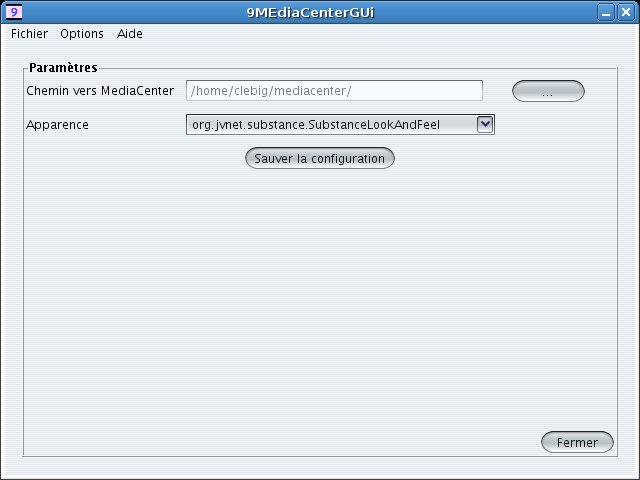 9 9MEdiaCenterGUi
Fichier Options Aide
Paramètres
Chemin vers MediaCenter /home/clebig/mediacenter/ ...
Apparence org.jvnet.substance.SubstanceLookAndFeel
Sauver la configuration
Fermer